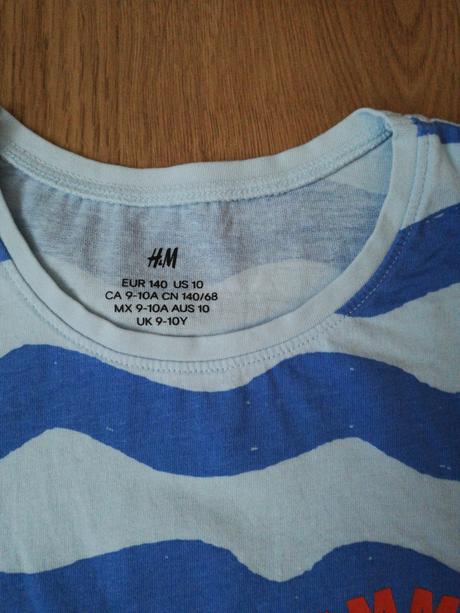 H&M
EUR 140 US 10
CA 9-10A CN 140/68
MX 9-10A AUS 10
UK 9-10Y